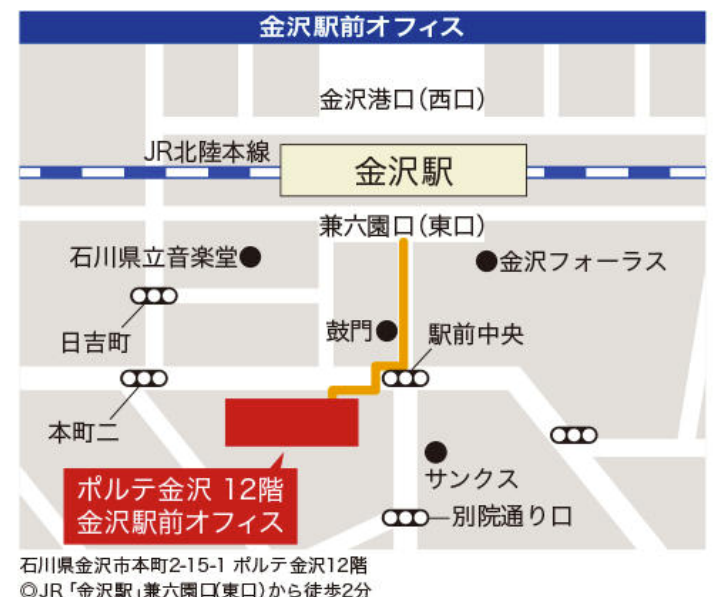 金沢駅前オフィス
金沢港口(西口)
JR北陸本線
金沢駅
兼六園口(東口)
石川県立音楽堂
金沢フォーラス
日吉町
鼓門
駅前中央
本町二
サンクス
ポルテ金沢 12階
金沢駅前オフィス
別院通り口
石川県金沢市本町2-15-1 ポルテ金沢12階
◎JR「金沢駅」兼六園口(東口)から徒歩2分